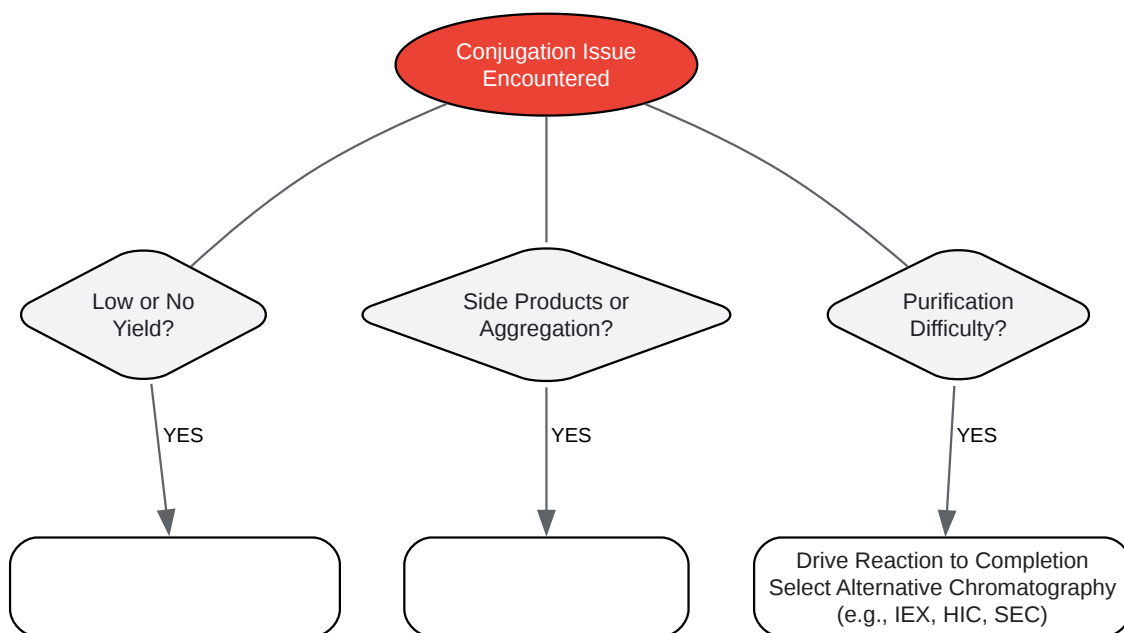 Conjugation Issue
Encountered
Low or No
Yield?
Side Products or
Aggregation?
Purification
Difficulty?
YES
YES
YES
Drive Reaction to Completion
Select Alternative Chromatography
(e.g., IEX, HIC, SEC)